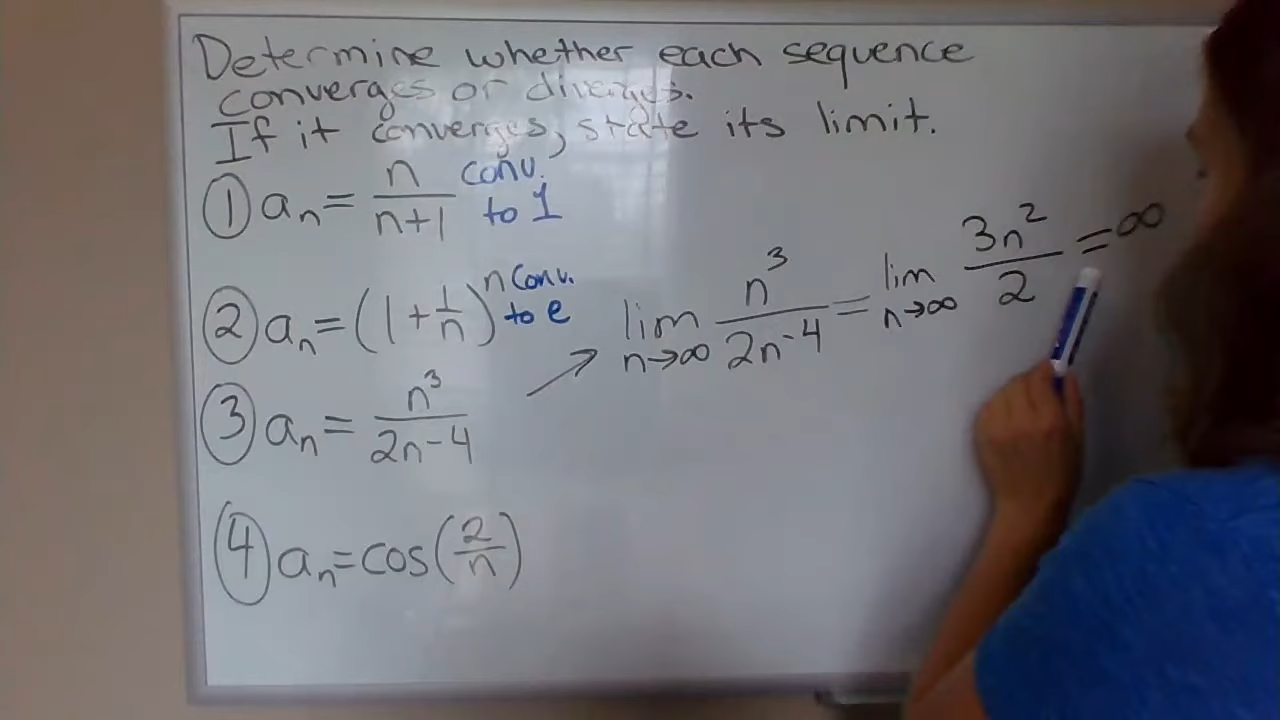 Determine whether each sequence
converges or diverges.
If it converges, state its limit.
① aₙ = n/(n+1) conv. to 1
② aₙ = (1 + 1/n)ⁿ Conv. to e
③ aₙ = n³/(2n-4)
lim n→∞ n³/(2n-4) = lim n→∞ 3n²/2 = ∞
④ aₙ = cos(2/n)